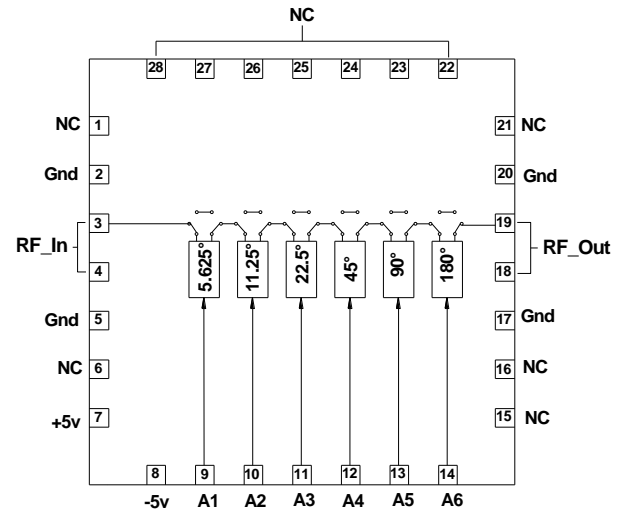 NC
28 27 26 25 24 23 22
NC 1 21 NC
Gnd 2 20 Gnd
3 19
RF_In RF_Out
4 18
5.625° 11.25° 22.5° 45° 90° 180°
Gnd 5 17 Gnd
NC 6 16 NC
+5v 7 15 NC
8 9 10 11 12 13 14
-5v A1 A2 A3 A4 A5 A6